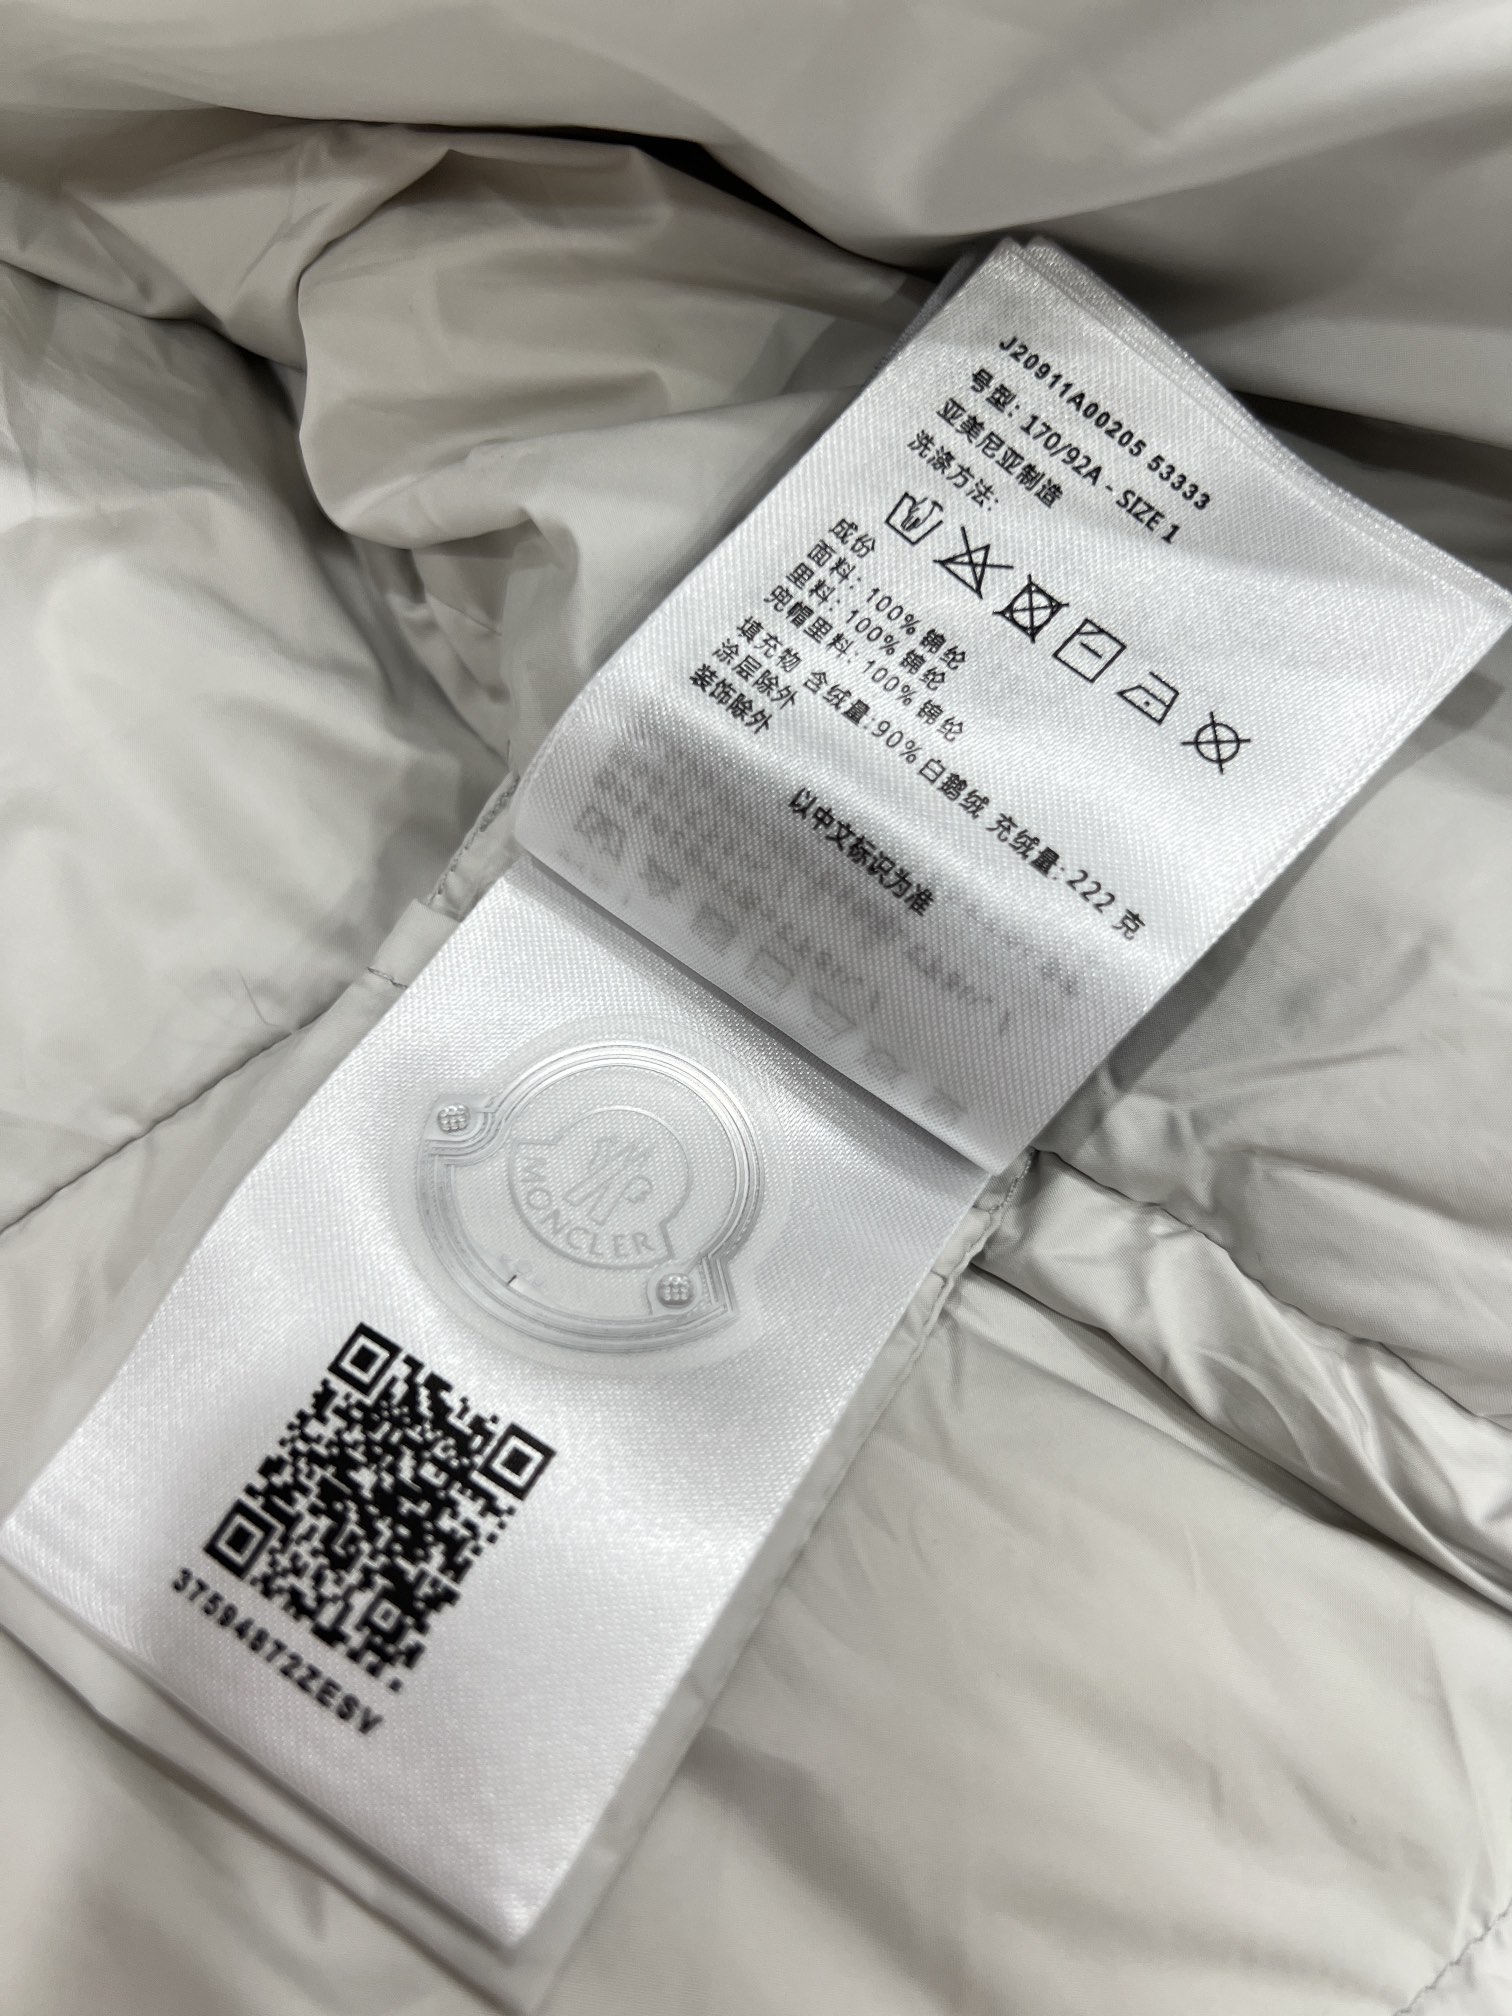 J20911A00205 53333
号型: 170/92A - SIZE 1
亚美尼亚制造
洗涤方法:
成份
面料: 100% 锦纶
里料: 100% 锦纶
兜帽里料: 100% 锦纶
填充物 含绒量:90%白鹅绒 充绒量:222 克
涂层除外
装饰除外
以中文标识为准
MONCLER
37594872ZESV